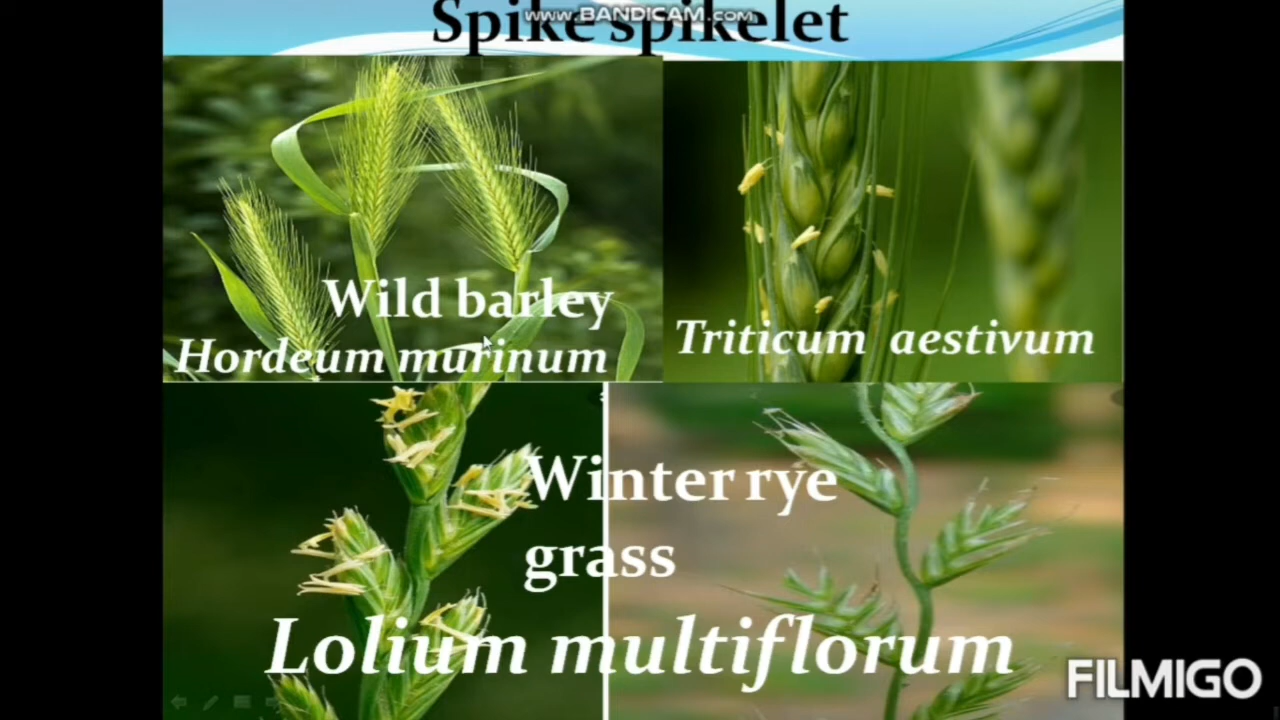 www.BANDICAM.com
Spike spikelet
Wild barley
Hordeum murinum
Triticum aestivum
Winter rye
grass
Lolium multiflorum
FILMIGO